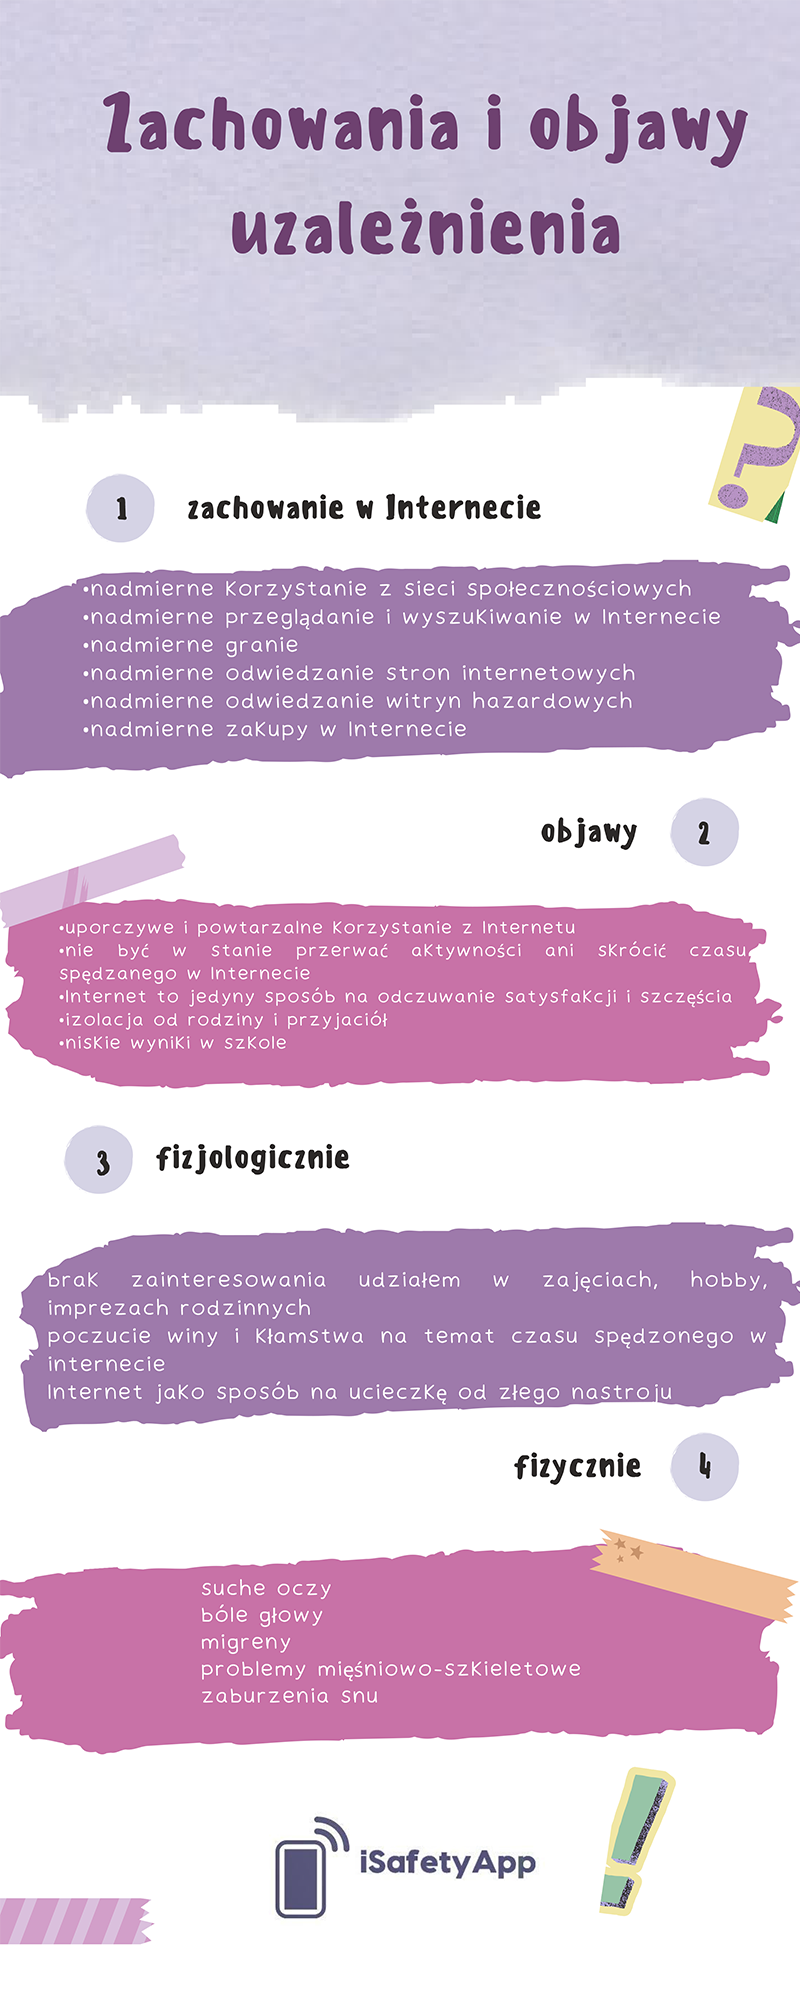 Zachowania i objawy
uzależnienia
?
1
zachowanie w Internecie
•nadmierne korzystanie z sieci społecznościowych
•nadmierne przeglądanie i wyszukiwanie w Internecie
•nadmierne granie
•nadmierne odwiedzanie stron internetowych
•nadmierne odwiedzanie witryn hazardowych
•nadmierne zakupy w Internecie
objawy
2
•uporczywe i powtarzalne korzystanie z Internetu
•nie być w stanie przerwać aktywności ani skrócić czasu
spędzanego w Internecie
•Internet to jedyny sposób na odczuwanie satysfakcji i szczęścia
•izolacja od rodziny i przyjaciół
•niskie wyniki w szkole
3
fizjologicznie
brak zainteresowania udziałem w zajęciach, hobby,
imprezach rodzinnych
poczucie winy i kłamstwa na temat czasu spędzonego w
internecie
Internet jako sposób na ucieczkę od złego nastroju
fizycznie
4
suche oczy
bóle głowy
migreny
problemy mięśniowo-szkieletowe
zaburzenia snu
!
iSafetyApp